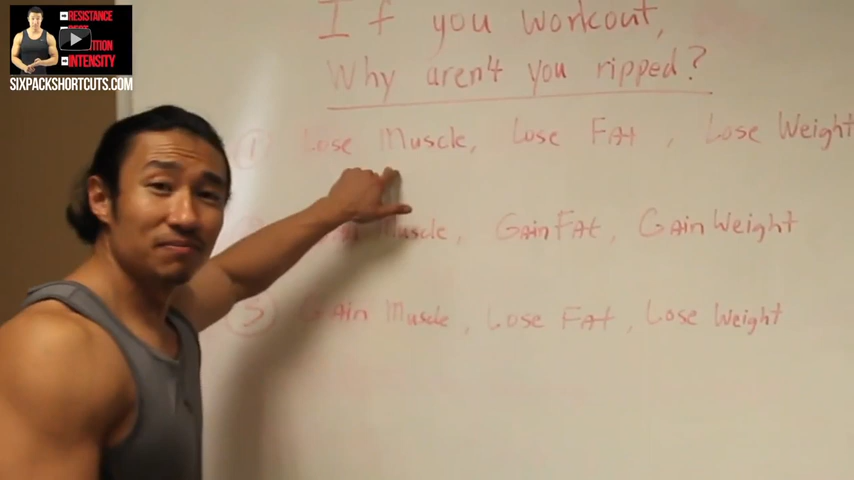 RESISTANCE
INTENSITY
SIXPACKSHORTCUTS.COM
If you workout,
Why aren't you ripped?
1 Lose Muscle, Lose FAt, Lose Weight
Muscle, GAin FAt, GAin Weight
3 GAin Muscle, Lose FAt, Lose Weight